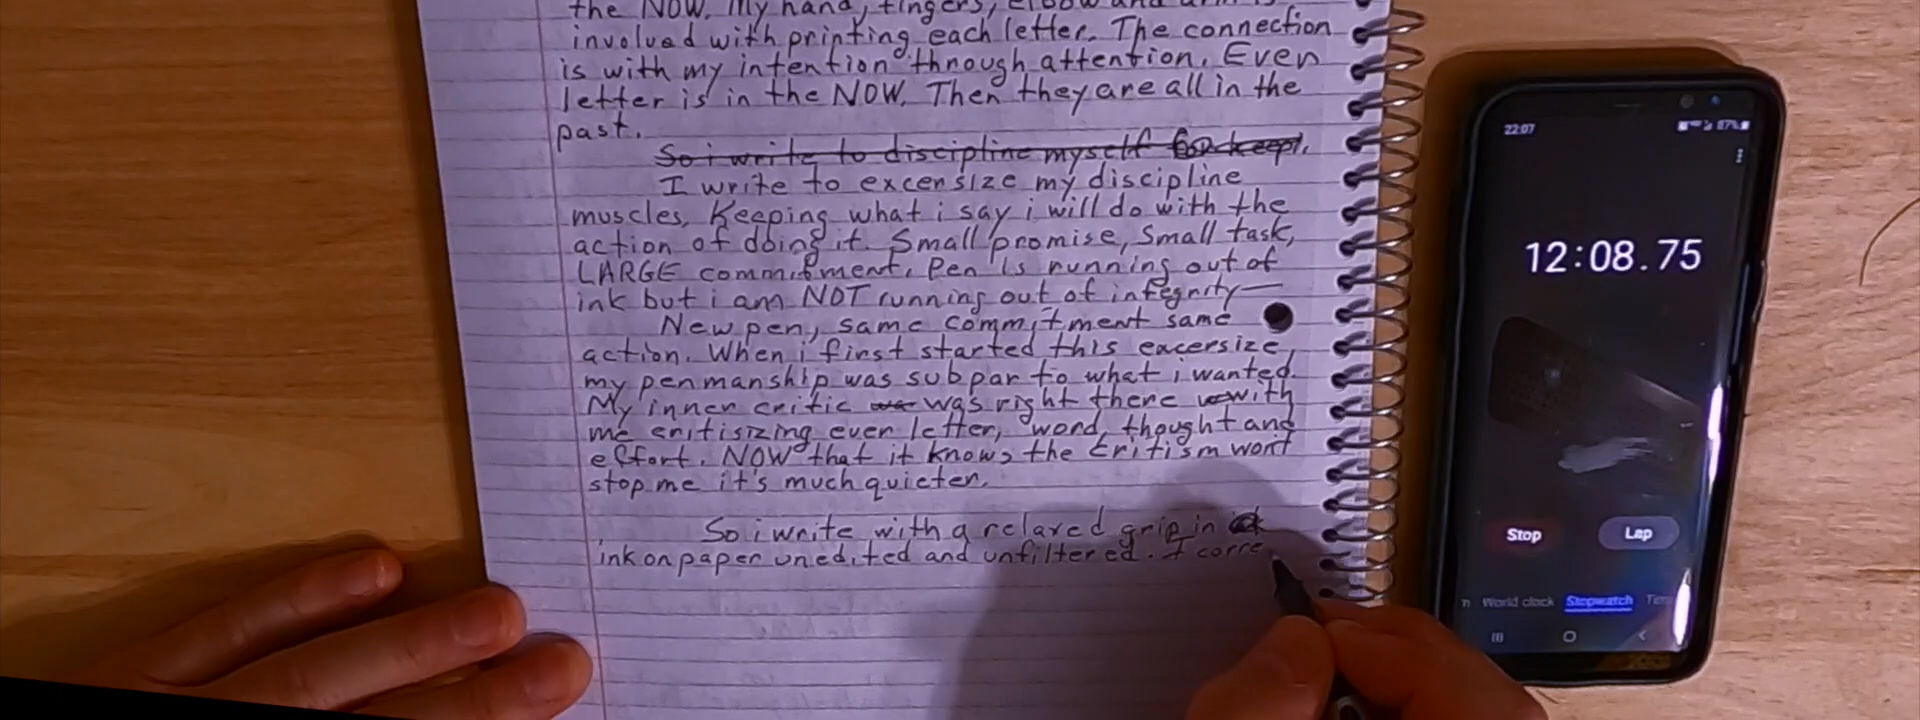 the NOW. My hand, fingers, elbow and arm is
involved with printing each letter. The connection
is with my intention through attention. Even
letter is in the NOW. Then they are all in the
past.
So i write to discipline myself
I write to excersize my discipline
muscles. Keeping what i say i will do with the
action of doing it. Small promise, Small task,
LARGE commitment. Pen is running out of
ink but i am NOT running out of integrity—
New pen, same commitment same
action. When i first started this excersize,
my penmanship was subpar to what i wanted.
My inner critic was right there with
me critisizing ever letter, word, thought and
effort. NOW that it knows the critism wont
stop me it's much quieter.
So i write with a relaxed grip in
ink on paper unedited and unfiltered. I corre
22:07
87%
12:08.75
Stop
Lap
World clock
Stopwatch